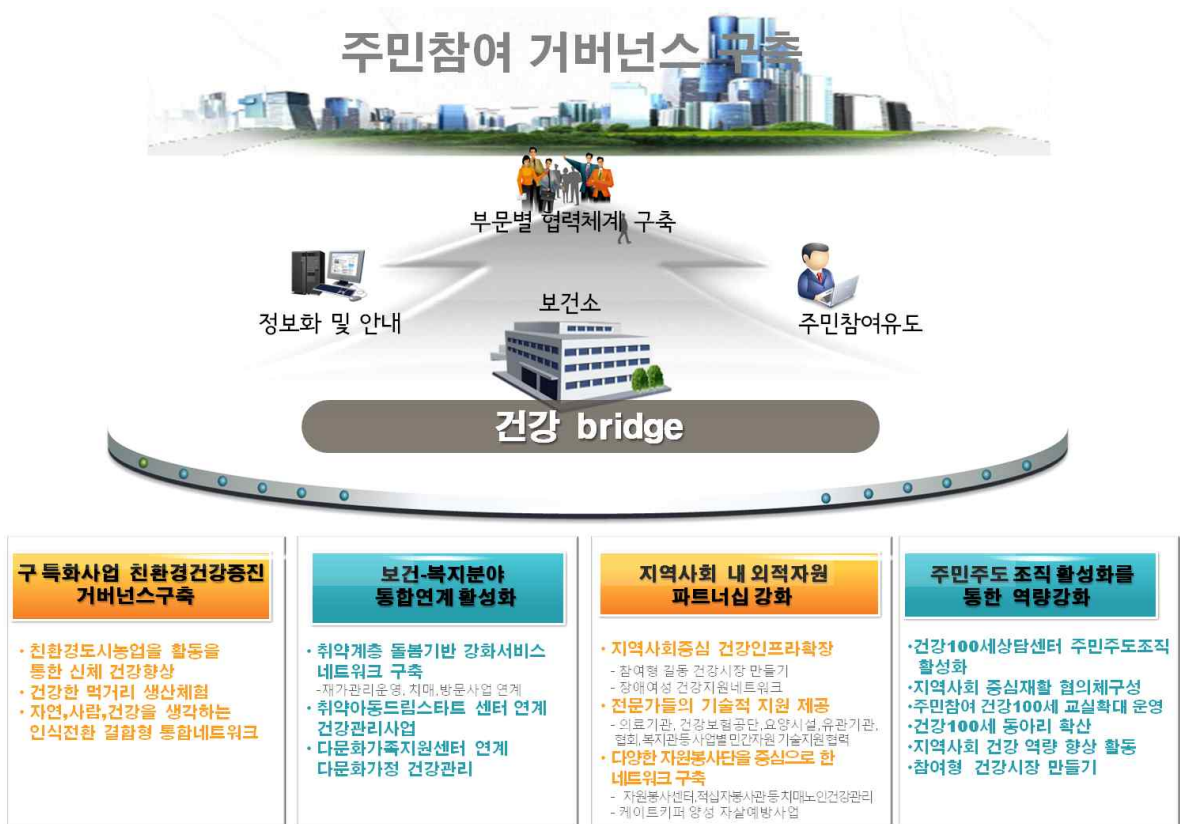 주민참여 거버넌스 구축
부문별 협력체계 구축
정보화 및 안내
보건소
주민참여유도
건강 bridge
구 특화사업 친환경건강증진
거버넌스구축
· 친환경도시농업을 활동을
통한 신체 건강향상
· 건강한 먹거리 생산체험
· 자연,사람,건강을 생각하는
인식전환 결합형 통합네트워크
보건-복지분야
통합연계 활성화
· 취약계층 돌봄기반 강화서비스
네트워크 구축
-재가관리운영, 치매,방문사업 연계
· 취약아동드림스타트 센터 연계
건강관리사업
· 다문화가족지원센터 연계
다문화가정 건강관리
지역사회 내 외적자원
파트너십 강화
· 지역사회중심 건강인프라확장
- 참여형 길동 건강시장 만들기
- 장애여성 건강지원네트워크
· 전문가들의 기술적 지원 제공
- 의료기관, 건강보험공단, 요양시설,유관기관,
협회,복지관등 사업별 민간자원 기술지원 협력
· 다양한 자원봉사단을 중심으로 한
네트워크 구축
- 자원봉사센터,적십자봉사관등 치매노인건강관리
- 케이트키퍼 양성 자살예방사업
주민주도 조직 활성화를
통한 역량강화
·건강100세상담센터 주민주도조직
활성화
·지역사회 중심재활 협의체구성
·주민참여 건강100세 교실확대 운영
·건강100세 동아리 확산
·지역사회 건강 역량 향상 활동
·참여형 건강시장 만들기